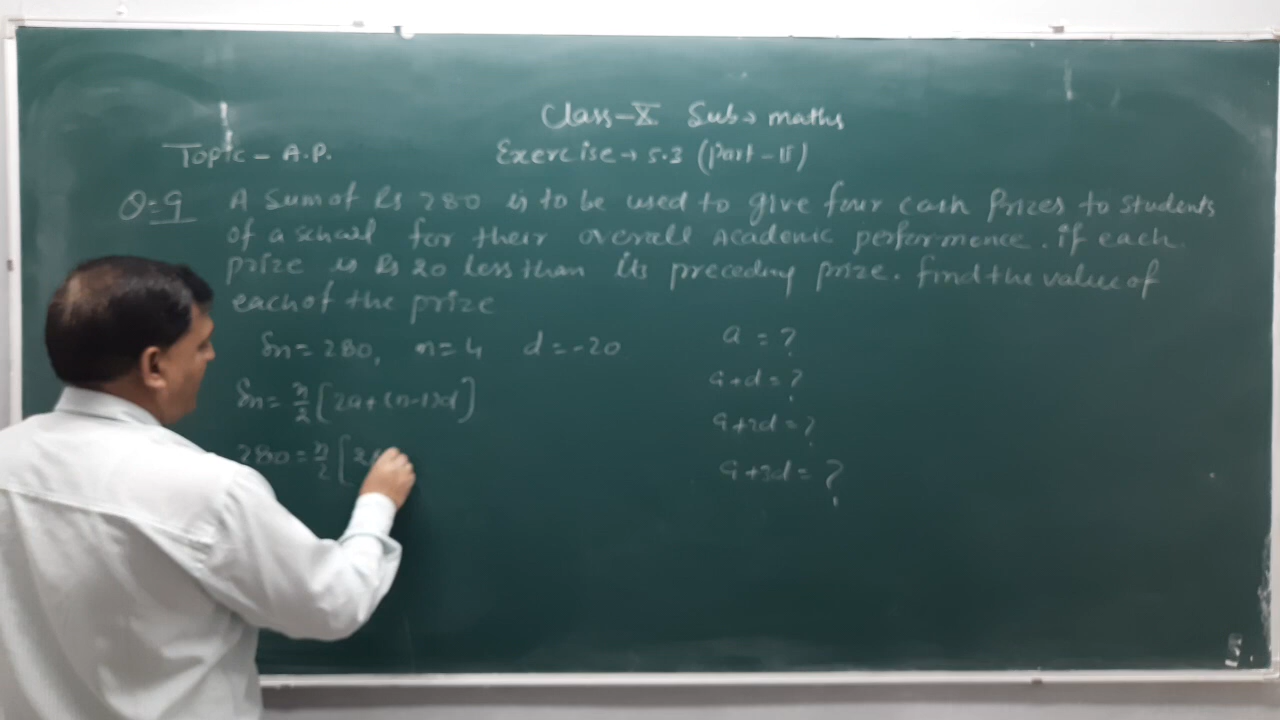 Class-X Sub→ maths
Topic - A.P. Exercise→ 5.3 (Part-II)
Q=9 A Sum of Rs 280 is to be used to give four cash Prizes to students
of a school for their overall Academic performence. if each
prize is Rs 20 less than its preceding prize. find the value of
each of the prize
Sn = 280, n = 4 d = -20 a = ?
a+d = ?
Sn = n/2 [2a+(n-1)d]
a+2d = ?
280 = n/2 [2a
a+3d = ?